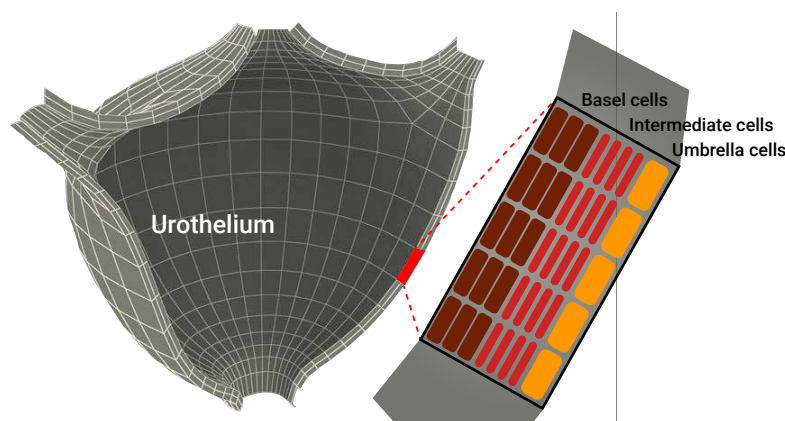 Basel cells
Intermediate cells
Umbrella cells
Urothelium